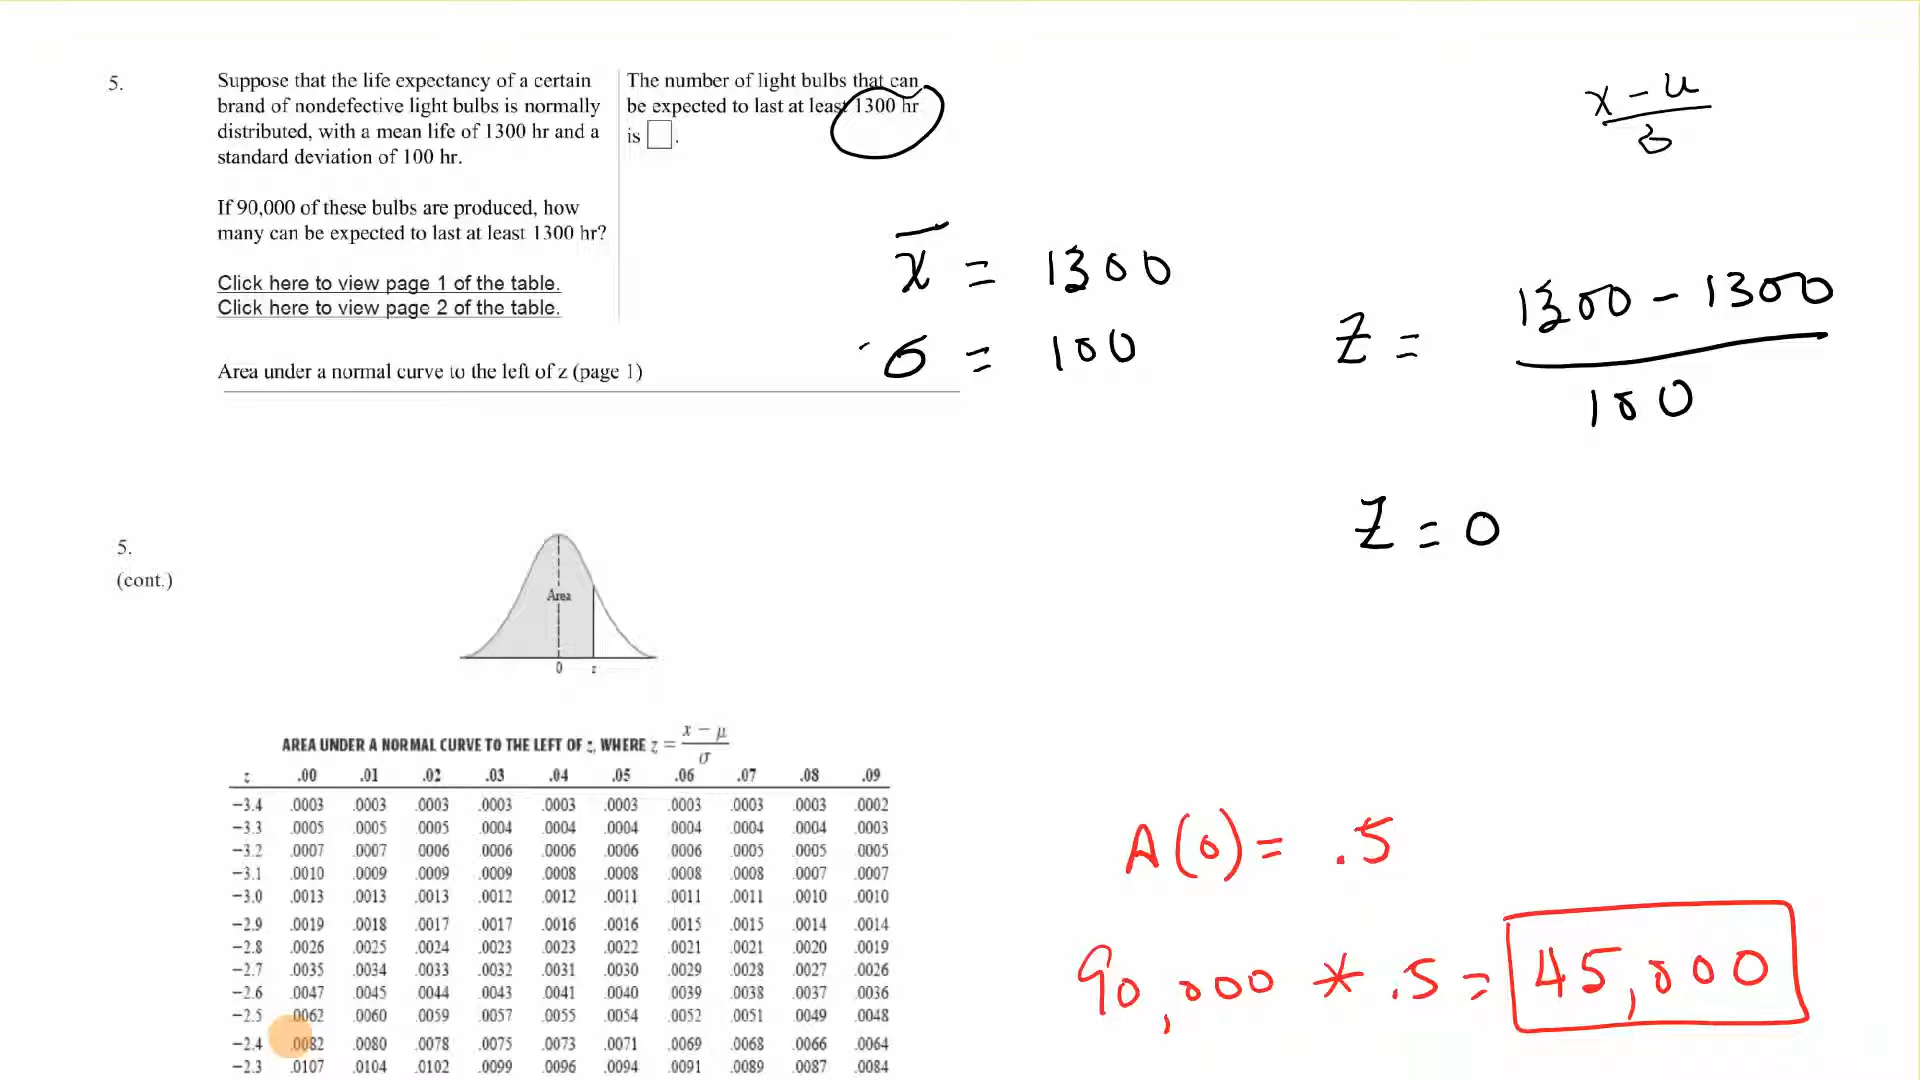 5.
Suppose that the life expectancy of a certain
brand of nondefective light bulbs is normally
distributed, with a mean life of 1300 hr and a
standard deviation of 100 hr.
If 90,000 of these bulbs are produced, how
many can be expected to last at least 1300 hr?
Click here to view page 1 of the table.
Click here to view page 2 of the table.
The number of light bulbs that can
be expected to last at least 1300 hr
is □.
Area under a normal curve to the left of z (page 1)
x - u / σ
x̄ = 1300
σ = 100
Z = 1300 - 1300 / 100
Z = 0
5.
(cont.)
Area
0 z
AREA UNDER A NORMAL CURVE TO THE LEFT OF z, WHERE z = x − μ / σ
z .00 .01 .02 .03 .04 .05 .06 .07 .08 .09
−3.4 .0003 .0003 .0003 .0003 .0003 .0003 .0003 .0003 .0003 .0002
−3.3 .0005 .0005 .0005 .0004 .0004 .0004 .0004 .0004 .0004 .0003
−3.2 .0007 .0007 .0006 .0006 .0006 .0006 .0006 .0005 .0005 .0005
−3.1 .0010 .0009 .0009 .0009 .0008 .0008 .0008 .0008 .0007 .0007
−3.0 .0013 .0013 .0013 .0012 .0012 .0011 .0011 .0011 .0010 .0010
−2.9 .0019 .0018 .0017 .0017 .0016 .0016 .0015 .0015 .0014 .0014
−2.8 .0026 .0025 .0024 .0023 .0023 .0022 .0021 .0021 .0020 .0019
−2.7 .0035 .0034 .0033 .0032 .0031 .0030 .0029 .0028 .0027 .0026
−2.6 .0047 .0045 .0044 .0043 .0041 .0040 .0039 .0038 .0037 .0036
−2.5 .0062 .0060 .0059 .0057 .0055 .0054 .0052 .0051 .0049 .0048
−2.4 .0082 .0080 .0078 .0075 .0073 .0071 .0069 .0068 .0066 .0064
−2.3 .0107 .0104 .0102 .0099 .0096 .0094 .0091 .0089 .0087 .0084
A(0) = .5
90,000 * .5 = 45,000